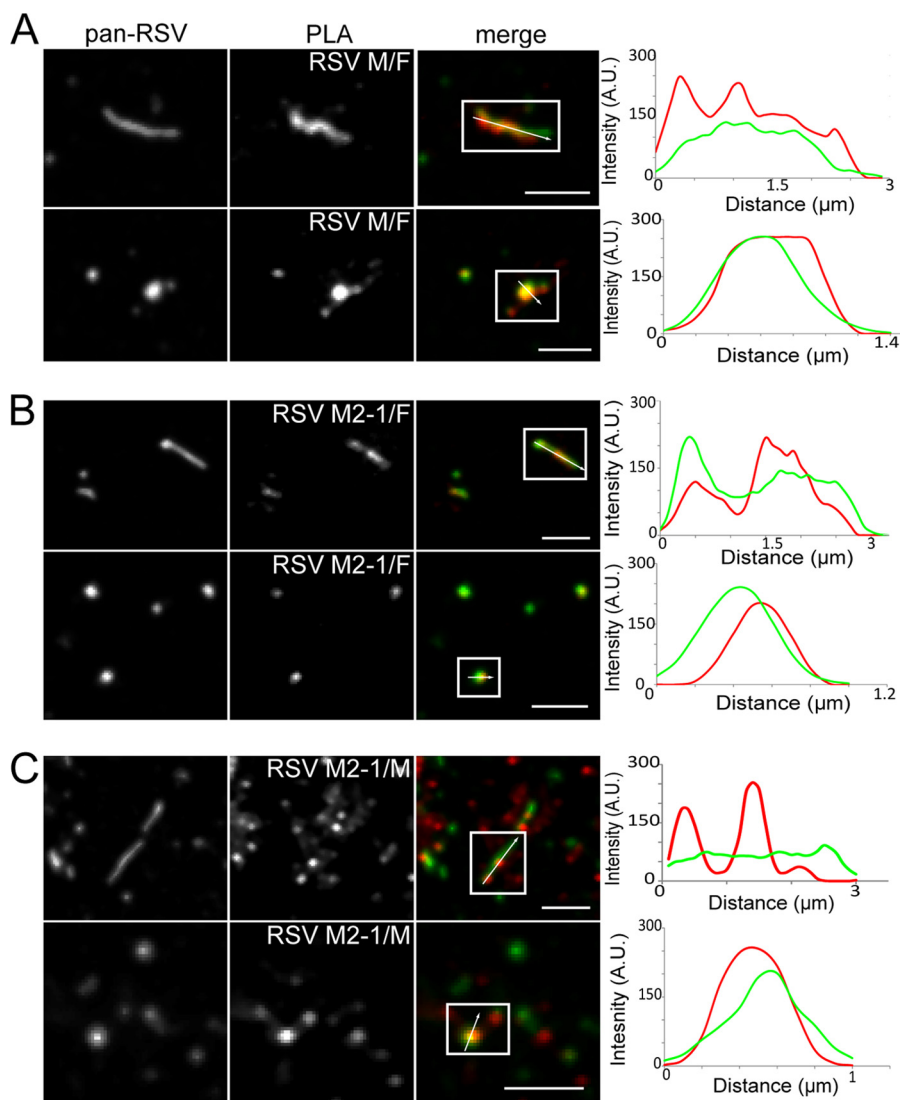 A
pan-RSV PLA merge
RSV M/F
Intensity (A.U.)
300
150
0
0 1.5 3
Distance (µm)
RSV M/F
Intensity (A.U.)
300
150
0
0 1.4
Distance (µm)
B
RSV M2-1/F
Intensity (A.U.)
300
150
0
0 1.5 3
Distance (µm)
RSV M2-1/F
Intensity (A.U.)
300
150
0
0 1.2
Distance (µm)
C
RSV M2-1/M
Intensity (A.U.)
300
150
0
0 3
Distance (µm)
RSV M2-1/M
Intesnity (A.U.)
300
150
0
0 1
Distance (µm)